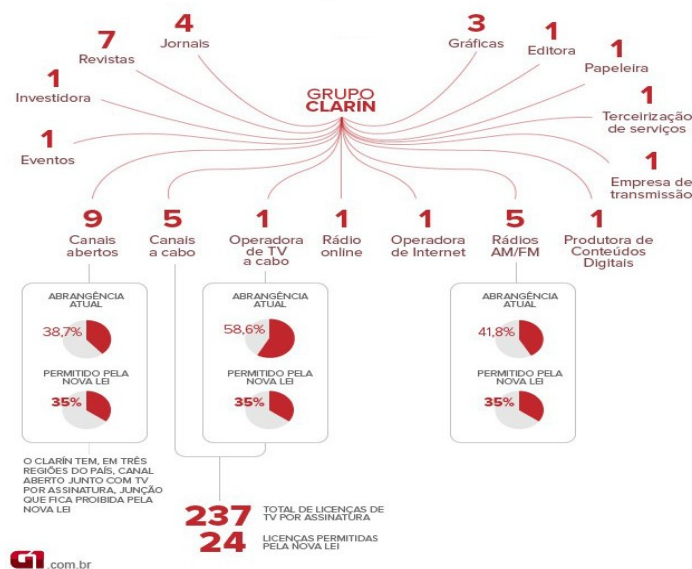 4
Jornais
7
Revistas
1
Investidora
1
Eventos
GRUPO
CLARÍN
3
Gráficas
1
Editora
1
Papeleira
1
Terceirização
de serviços
1
Empresa de
transmissão
9
Canais
abertos
5
Canais
a cabo
1
Operadora
de TV
a cabo
1
Rádio
online
1
Operadora
de Internet
5
Rádios
AM/FM
1
Produtora de
Conteúdos
Digitais
ABRANGÊNCIA
ATUAL
38,7%
PERMITIDO PELA
NOVA LEI
35%
ABRANGÊNCIA
ATUAL
58,6%
PERMITIDO PELA
NOVA LEI
35%
ABRANGÊNCIA
ATUAL
41,8%
PERMITIDO PELA
NOVA LEI
35%
O CLARÍN TEM, EM TRÊS
REGIÕES DO PAÍS, CANAL
ABERTO JUNTO COM TV
POR ASSINATURA, JUNÇÃO
QUE FICA PROIBIDA PELA
NOVA LEI
237 TOTAL DE LICENÇAS DE
TV POR ASSINATURA
24 LICENÇAS PERMITIDAS
PELA NOVA LEI
G1.com.br